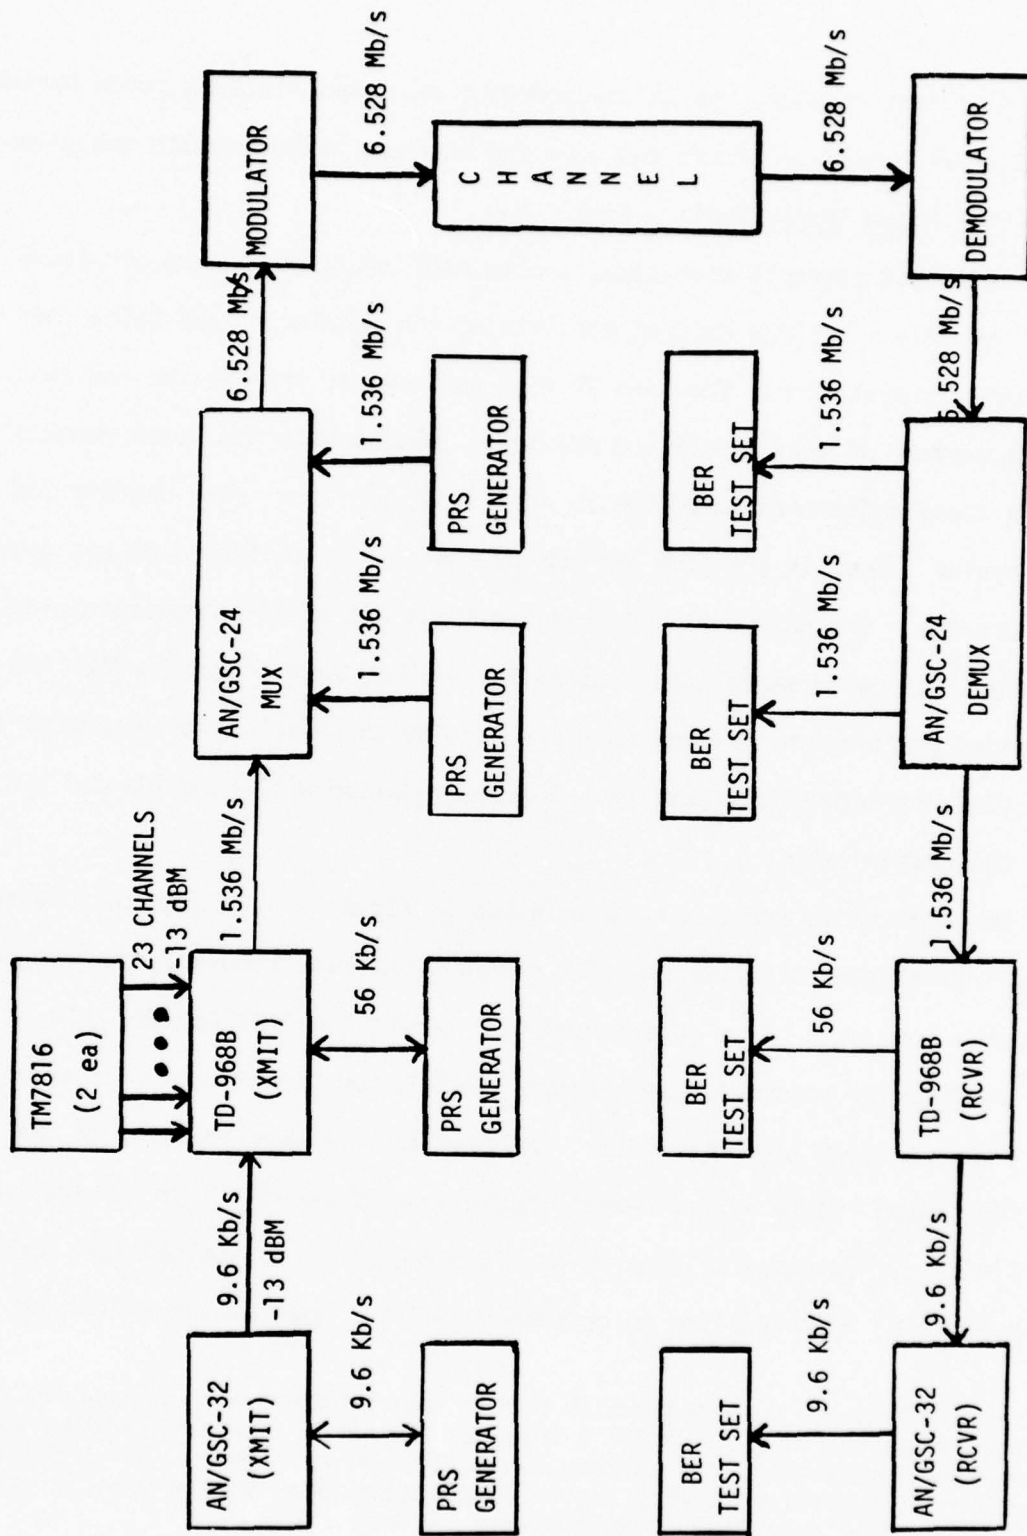 TM7816
(2 ea)
23 CHANNELS
-13 dBM
AN/GSC-32
(XMIT)
9.6 Kb/s
-13 dBM
TD-968B
(XMIT)
1.536 Mb/s
AN/GSC-24
MUX
6.528 Mb/s
MODULATOR
9.6 Kb/s
56 Kb/s
1.536 Mb/s
1.536 Mb/s
6.528 Mb/s
PRS
GENERATOR
PRS
GENERATOR
PRS
GENERATOR
PRS
GENERATOR
CHANNEL
BER
TEST SET
BER
TEST SET
BER
TEST SET
BER
TEST SET
9.6 Kb/s
56 Kb/s
1.536 Mb/s
1.536 Mb/s
6.528 Mb/s
AN/GSC-32
(RCVR)
9.6 Kb/s
TD-968B
(RCVR)
1.536 Mb/s
AN/GSC-24
DEMUX
.528 Mb/s
DEMODULATOR